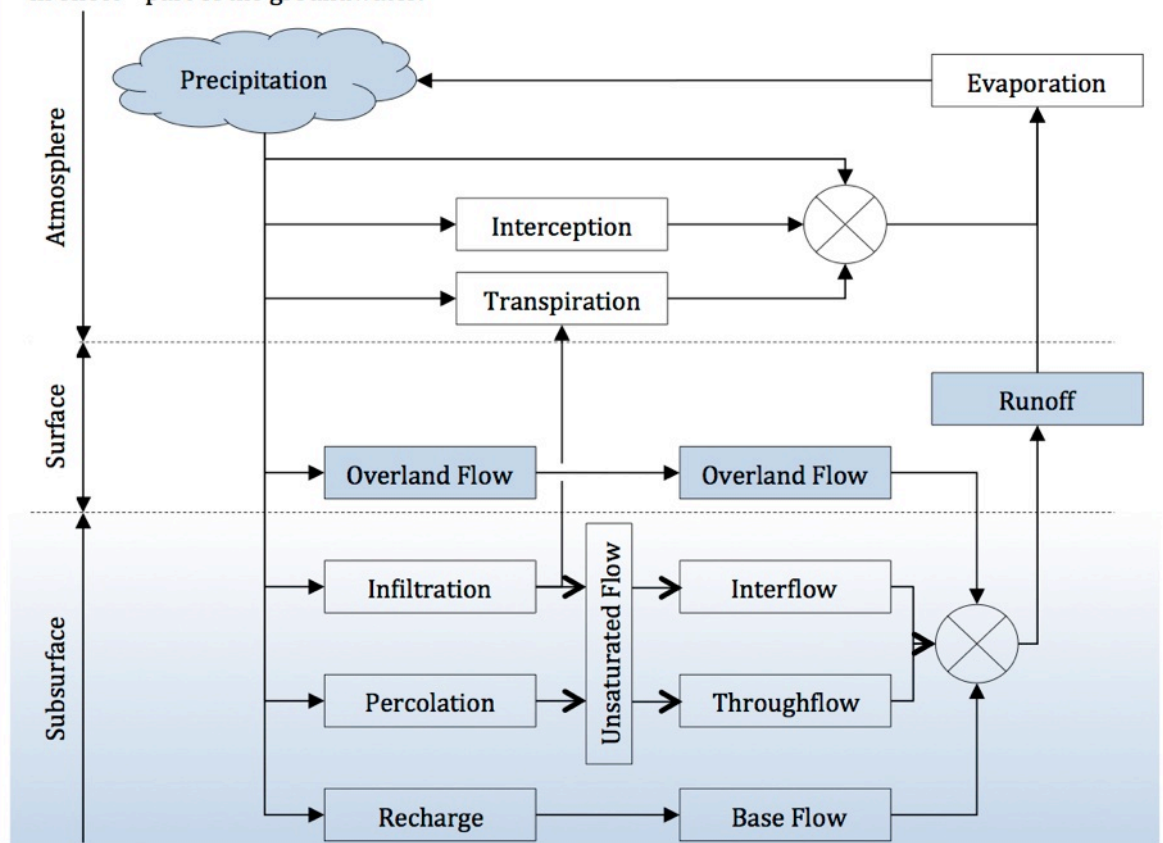 Precipitation
Evaporation
Atmosphere
Interception
Transpiration
Surface
Runoff
Overland Flow
Overland Flow
Subsurface
Infiltration
Unsaturated Flow
Interflow
Percolation
Throughflow
Recharge
Base Flow